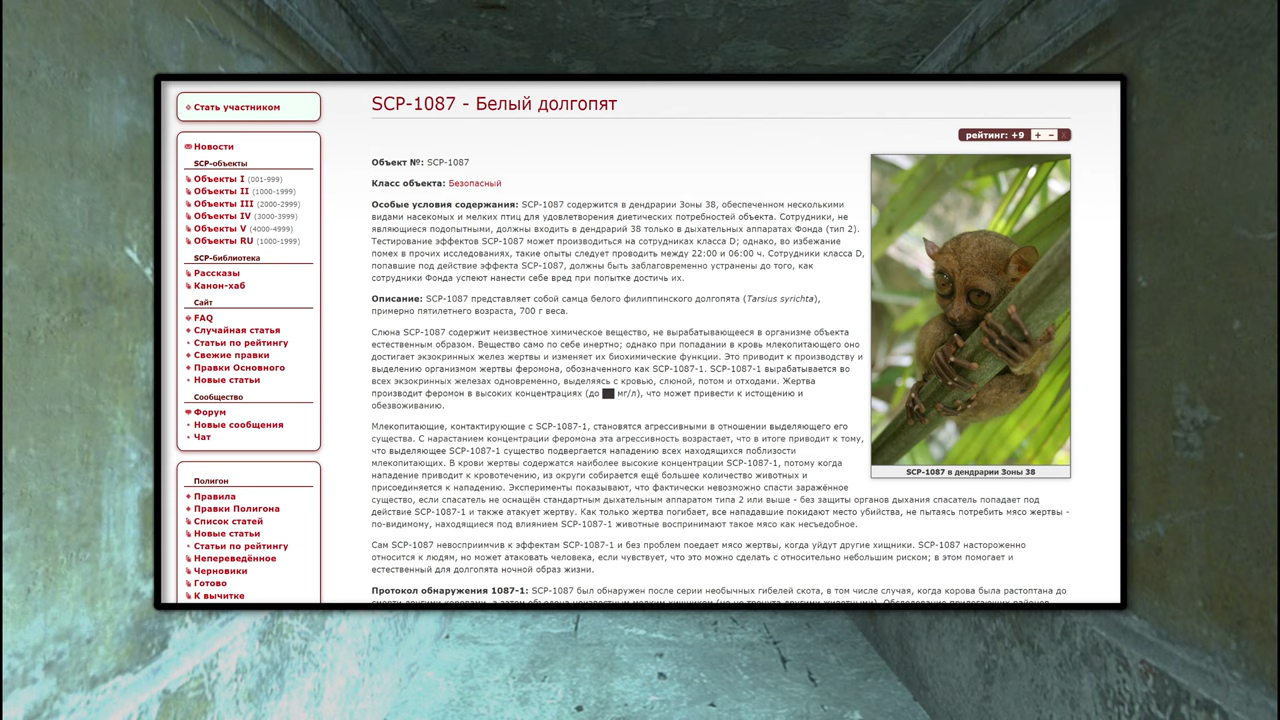 Стать участником
Новости
SCP-объекты
Объекты I (001-999)
Объекты II (1000-1999)
Объекты III (2000-2999)
Объекты IV (3000-3999)
Объекты V (4000-4999)
Объекты RU (1000-1999)
SCP-библиотека
Рассказы
Канон-хаб
Сайт
FAQ
Случайная статья
Статьи по рейтингу
Свежие правки
Правки Основного
Новые статьи
Сообщество
Форум
Новые сообщения
Чат
Полигон
Правила
Правки Полигона
Список статей
Новые статьи
Статьи по рейтингу
Непереведённое
Черновики
Готово
К вычитке
SCP-1087 - Белый долгопят
рейтинг: +9 + – x
Объект №: SCP-1087
Класс объекта: Безопасный
Особые условия содержания: SCP-1087 содержится в дендрарии Зоны 38, обеспеченном несколькими
видами насекомых и мелких птиц для удовлетворения диетических потребностей объекта. Сотрудники, не
являющиеся подопытными, должны входить в дендрарий 38 только в дыхательных аппаратах Фонда (тип 2).
Тестирование эффектов SCP-1087 может производиться на сотрудниках класса D; однако, во избежание
помех в прочих исследованиях, такие опыты следует проводить между 22:00 и 06:00 ч. Сотрудники класса D,
попавшие под действие эффекта SCP-1087, должны быть заблаговременно устранены до того, как
сотрудники Фонда успеют нанести себе вред при попытке достичь их.
Описание: SCP-1087 представляет собой самца белого филиппинского долгопята (Tarsius syrichta),
примерно пятилетнего возраста, 700 г веса.
Слюна SCP-1087 содержит неизвестное химическое вещество, не вырабатывающееся в организме объекта
естественным образом. Вещество само по себе инертно; однако при попадании в кровь млекопитающего оно
достигает экзокринных желез жертвы и изменяет их биохимические функции. Это приводит к производству и
выделению организмом жертвы феромона, обозначенного как SCP-1087-1. SCP-1087-1 вырабатывается во
всех экзокринных железах одновременно, выделяясь с кровью, слюной, потом и отходами. Жертва
производит феромон в высоких концентрациях (до ██ мг/л), что может привести к истощению и
обезвоживанию.
Млекопитающие, контактирующие с SCP-1087-1, становятся агрессивными в отношении выделяющего его
существа. С нарастанием концентрации феромона эта агрессивность возрастает, что в итоге приводит к тому,
что выделяющее SCP-1087-1 существо подвергается нападению всех находящихся поблизости
млекопитающих. В крови жертвы содержатся наиболее высокие концентрации SCP-1087-1, потому когда
нападение приводит к кровотечению, из округи собирается ещё большее количество животных и
присоединяется к нападению. Эксперименты показывают, что фактически невозможно спасти заражённое
существо, если спасатель не оснащён стандартным дыхательным аппаратом типа 2 или выше - без защиты органов дыхания спасатель попадает под
действие SCP-1087-1 и также атакует жертву. Как только жертва погибает, все нападавшие покидают место убийства, не пытаясь потребить мясо жертвы -
по-видимому, находящиеся под влиянием SCP-1087-1 животные воспринимают такое мясо как несъедобное.
Сам SCP-1087 невосприимчив к эффектам SCP-1087-1 и без проблем поедает мясо жертвы, когда уйдут другие хищники. SCP-1087 настороженно
относится к людям, но может атаковать человека, если чувствует, что это можно сделать с относительно небольшим риском; в этом помогает и
естественный для долгопята ночной образ жизни.
Протокол обнаружения 1087-1: SCP-1087 был обнаружен после серии необычных гибелей скота, в том числе случая, когда корова была растоптана до
SCP-1087 в дендрарии Зоны 38